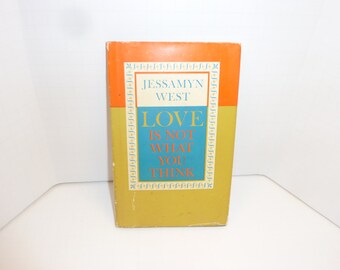 JESSAMYN
WEST
LOVE
IS NOT
WHAT
YOU
THINK